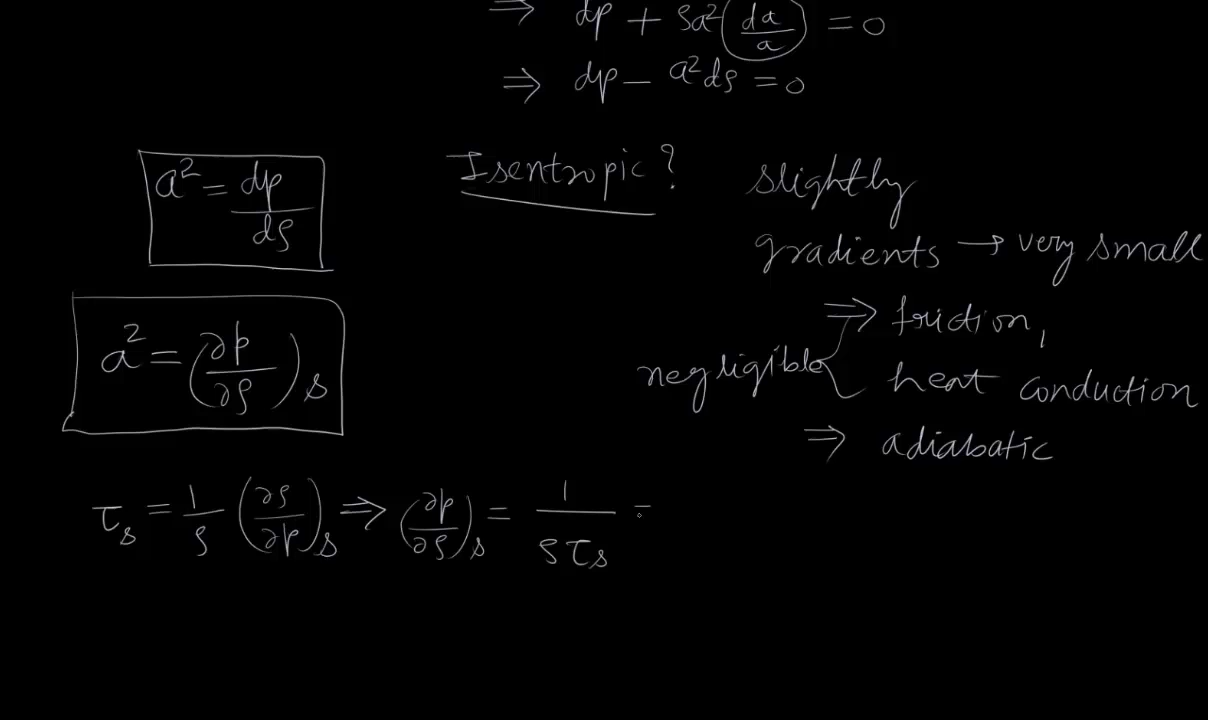 ⇒ dp + ρa²(da/a) = 0
⇒ dp − a²dρ = 0
a² = dp/dρ
Isentropic?
slightly
gradients → very small
⇒ friction,
negligible
heat conduction
⇒ adiabatic
a² = (∂p/∂ρ)s
τs = 1/ρ (∂ρ/∂p)s ⇒ (∂p/∂ρ)s = 1/ρτs =